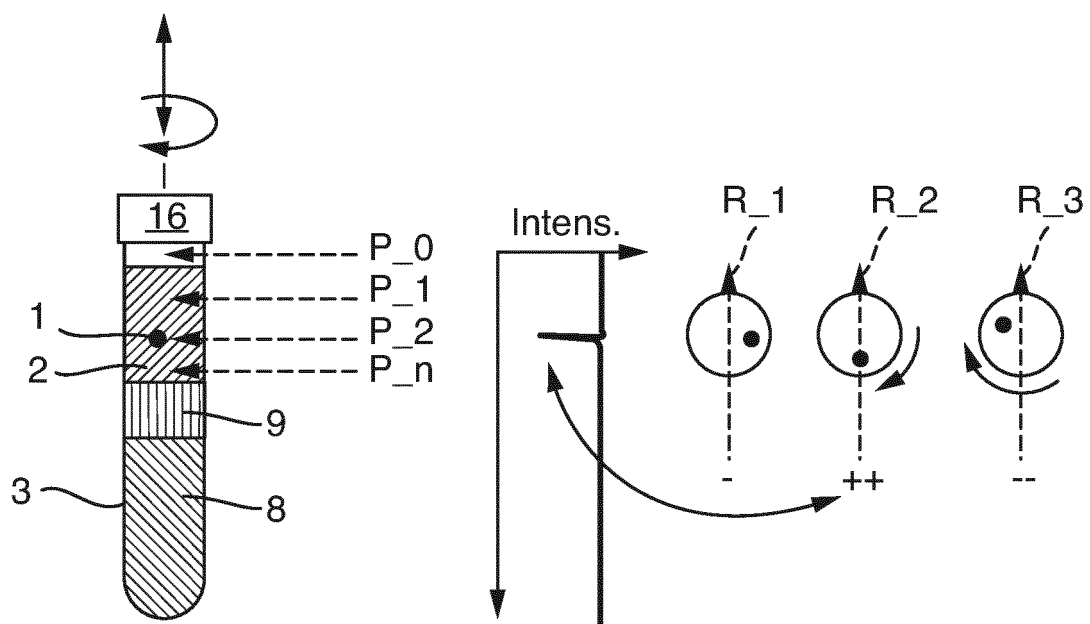 16
P_0
P_1
P_2
P_n
1
2
9
3
8
Intens.
R_1
R_2
R_3
-
++
--